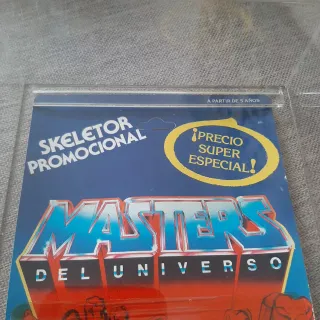 A PARTIR DE 5 AÑOS
SKELETOR
PROMOCIONAL
¡PRECIO
SUPER
ESPECIAL!
MASTERS
DEL UNIVERSO